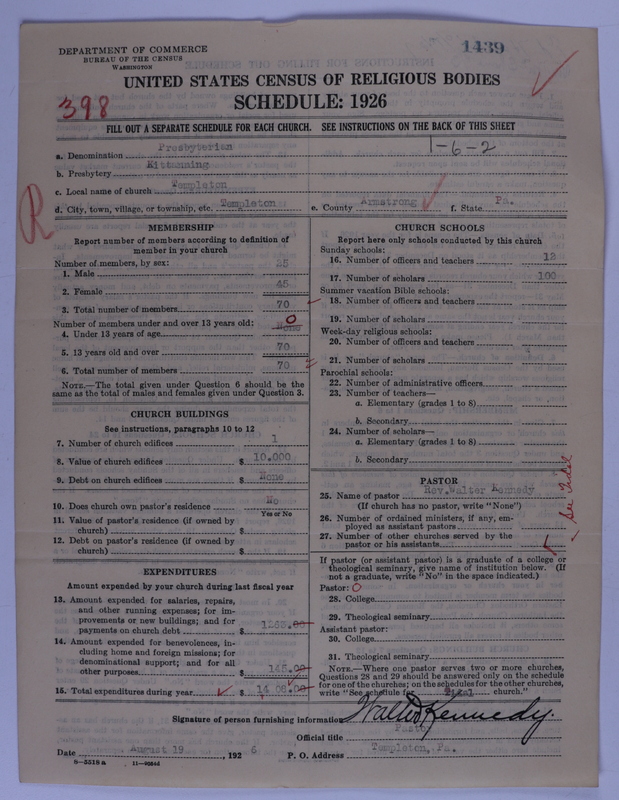 DEPARTMENT OF COMMERCE
BUREAU OF THE CENSUS
WASHINGTON
1439
UNITED STATES CENSUS OF RELIGIOUS BODIES
SCHEDULE: 1926
398
FILL OUT A SEPARATE SCHEDULE FOR EACH CHURCH. SEE INSTRUCTIONS ON THE BACK OF THIS SHEET
1-6-2
a. Denomination Presbyterian
b. Presbytery Kittanning
c. Local name of church Templeton
d. City, town, village, or township, etc. Templeton e. County Armstrong f. State Pa.
R
MEMBERSHIP
Report number of members according to definition of
member in your church
Number of members, by sex:
1. Male 25
2. Female 45
3. Total number of members 70
Number of members under and over 13 years old: 0
4. Under 13 years of age None
5. 13 years old and over 70
6. Total number of members 70
NOTE.—The total given under Question 6 should be the
same as the total of males and females given under Question 3.
CHURCH BUILDINGS
See instructions, paragraphs 10 to 12
7. Number of church edifices 1
8. Value of church edifices $ 10.000
9. Debt on church edifices $ None
10. Does church own pastor's residence No
Yes or No
11. Value of pastor's residence (if owned by
church) $
12. Debt on pastor's residence (if owned by
church) $
EXPENDITURES
Amount expended by your church during last fiscal year
13. Amount expended for salaries, repairs,
and other running expenses; for im-
provements or new buildings; and for
payments on church debt $ 1263.00
14. Amount expended for benevolences, in-
cluding home and foreign missions; for
denominational support; and for all
other purposes $ 145.00
15. Total expenditures during year $ 14 08.00
CHURCH SCHOOLS
Report here only schools conducted by this church
Sunday schools:
16. Number of officers and teachers 12
17. Number of scholars 100
Summer vacation Bible schools:
18. Number of officers and teachers
19. Number of scholars
Week-day religious schools:
20. Number of officers and teachers
21. Number of scholars
Parochial schools:
22. Number of administrative officers
23. Number of teachers—
a. Elementary (grades 1 to 8)
b. Secondary
24. Number of scholars—
a. Elementary (grades 1 to 8)
b. Secondary
PASTOR
25. Name of pastor Rev. Walter Kennedy
(If church has no pastor, write "None")
26. Number of ordained ministers, if any, em-
ployed as assistant pastors
27. Number of other churches served by the
pastor or his assistants
See
If pastor (or assistant pastor) is a graduate of a college or
theological seminary, give name of institution below. (If
not a graduate, write "No" in the space indicated.)
Pastor: 0
28. College
29. Theological seminary
Assistant pastor:
30. College
31. Theological seminary
NOTE.—Where one pastor serves two or more churches,
Questions 28 and 29 should be answered only on the schedule
for one of the churches; on the schedules for the other churches,
write "See schedule for church."
Signature of person furnishing information Walter Kennedy.
Official title Pastor
Date August 19, 192 6 P. O. Address Templeton, Pa.
8—5518 a